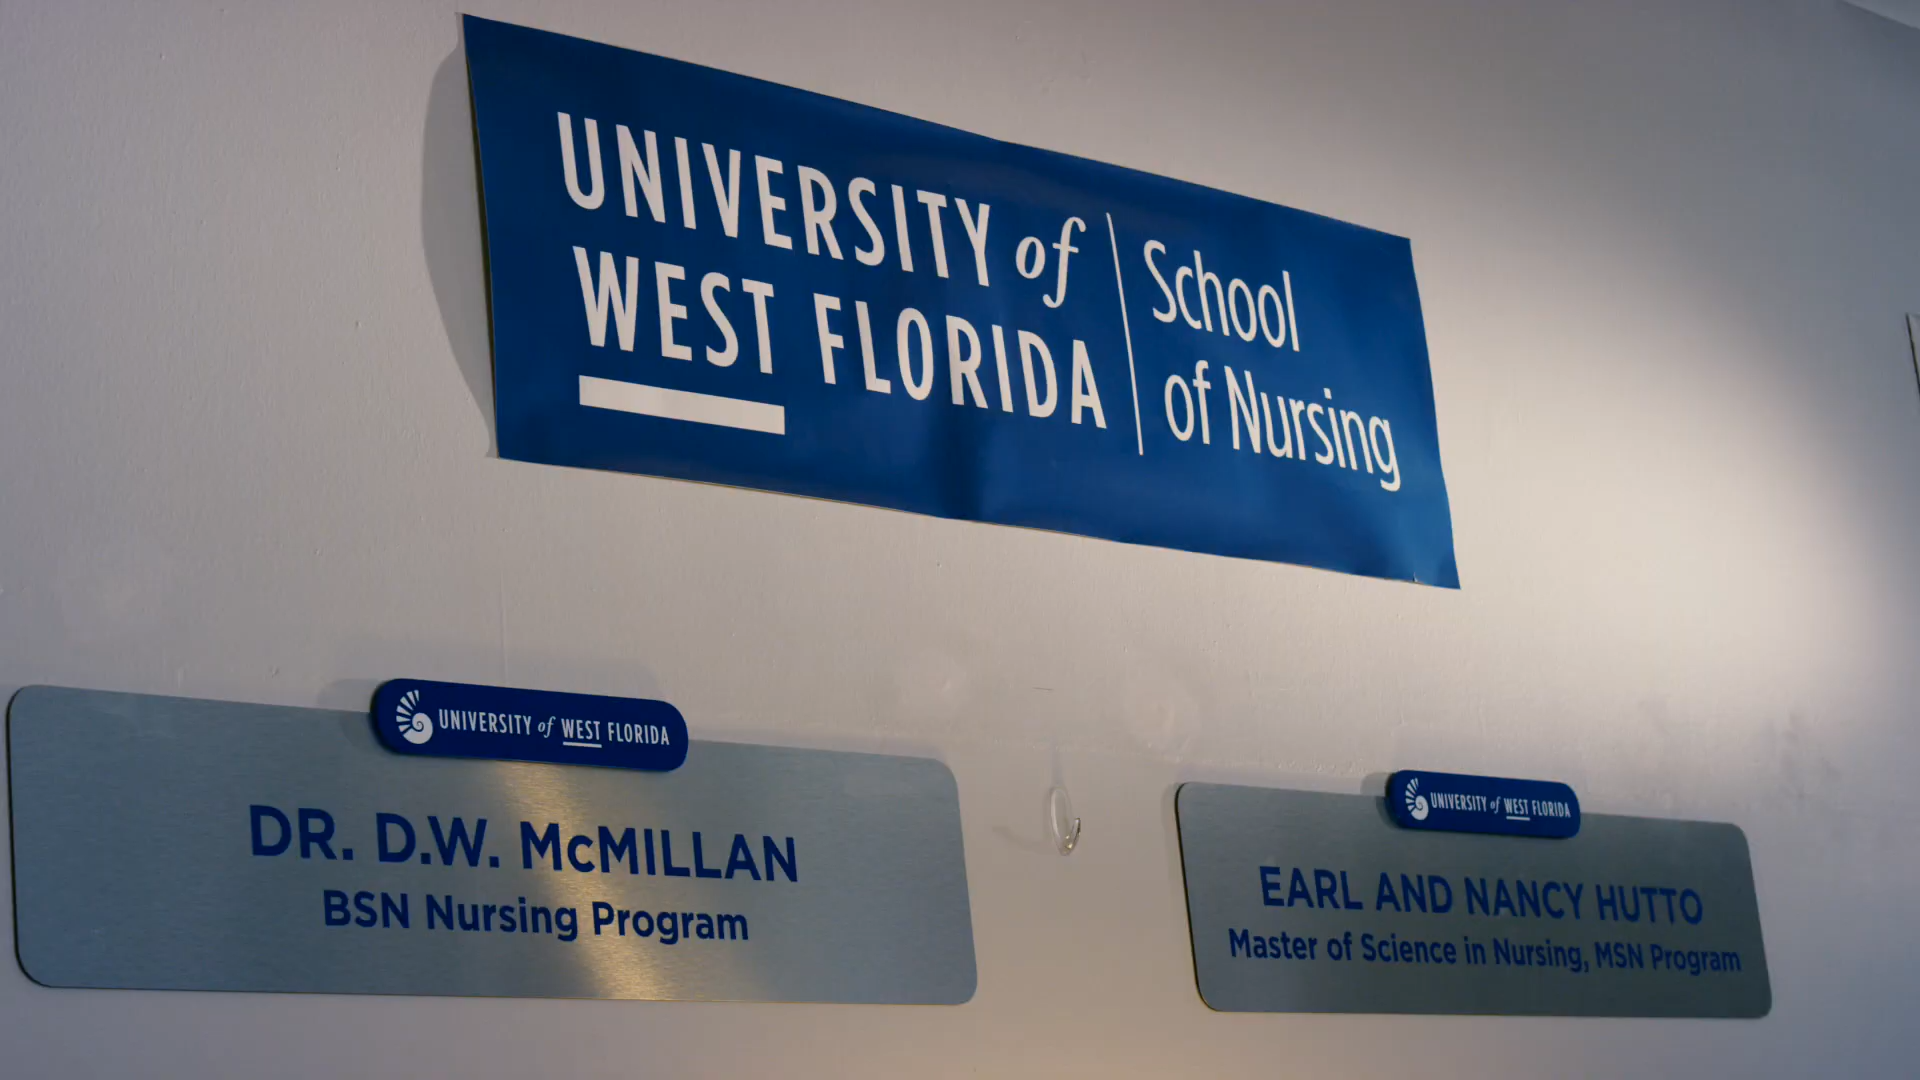 UNIVERSITY of
WEST FLORIDA
School
of Nursing
UNIVERSITY of WEST FLORIDA
DR. D.W. McMILLAN
BSN Nursing Program
UNIVERSITY of WEST FLORIDA
EARL AND NANCY HUTTO
Master of Science in Nursing, MSN Program